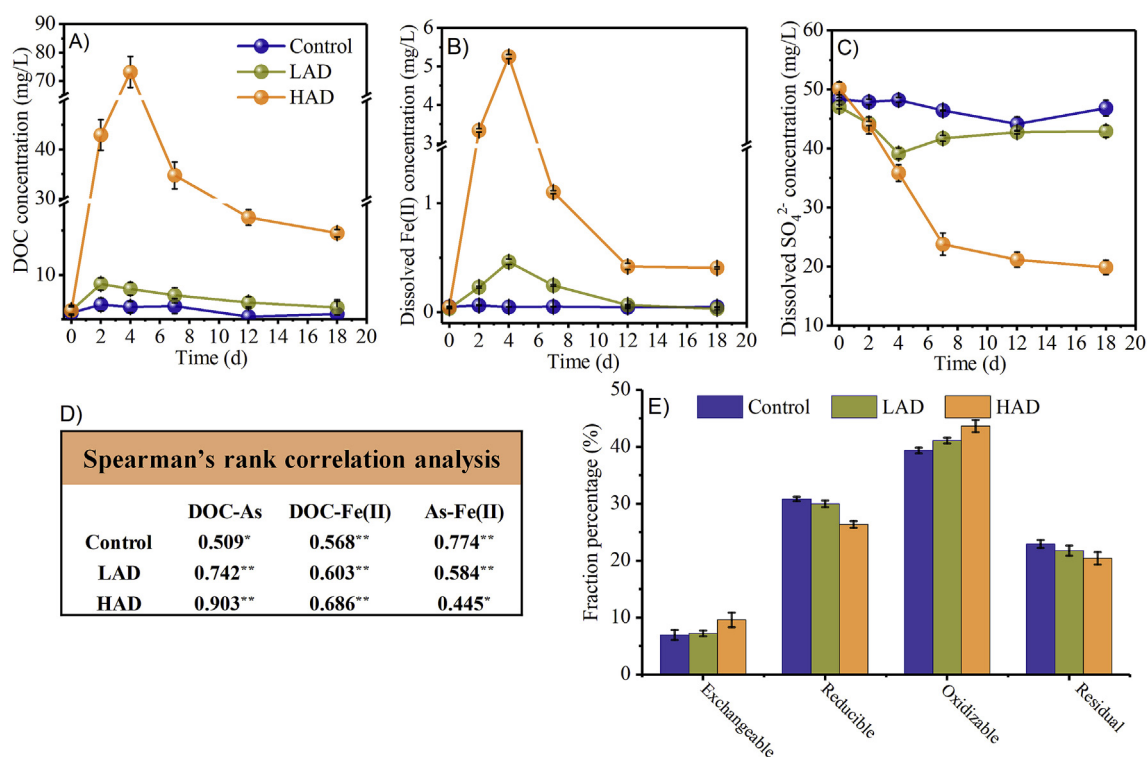 A)
DOC concentration (mg/L)
90
80
70
40
30
10
Control
LAD
HAD
0 2 4 6 8 10 12 14 16 18 20
Time (d)
B)
Dissolved Fe(II) concentration (mg/L)
6
5
4
3
1
0
0 2 4 6 8 10 12 14 16 18 20
Time (d)
C)
Dissolved SO₄²⁻ concentration (mg/L)
60
50
40
30
20
10
0 2 4 6 8 10 12 14 16 18 20
Time (d)
D)
Spearman's rank correlation analysis
DOC-As DOC-Fe(II) As-Fe(II)
Control 0.509* 0.568** 0.774**
LAD 0.742** 0.603** 0.584**
HAD 0.903** 0.686** 0.445*
E)
Control LAD HAD
Fraction percentage (%)
50
40
30
20
10
0
Exchangeable
Reducible
Oxidizable
Residual